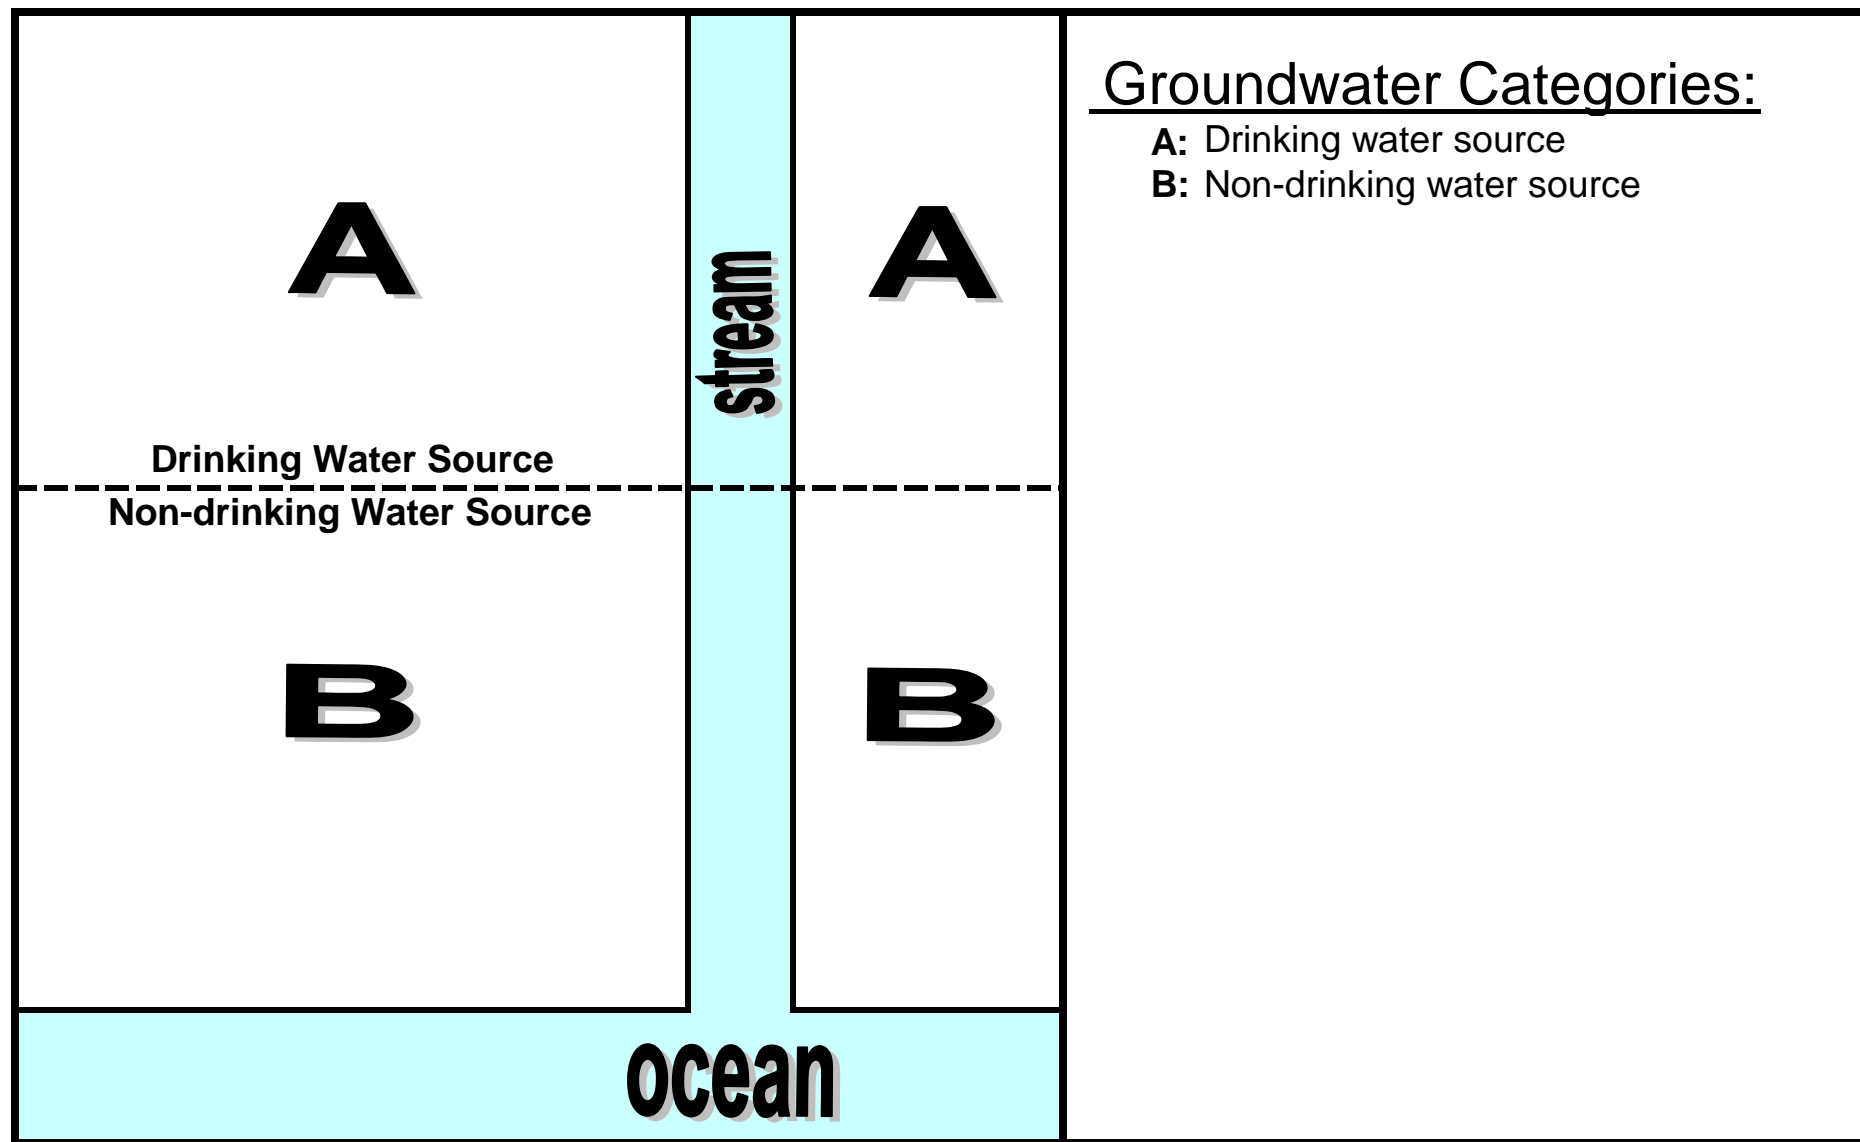 Groundwater Categories:
A: Drinking water source
B: Non-drinking water source
A
A
stream
Drinking Water Source
Non-drinking Water Source
B
B
ocean